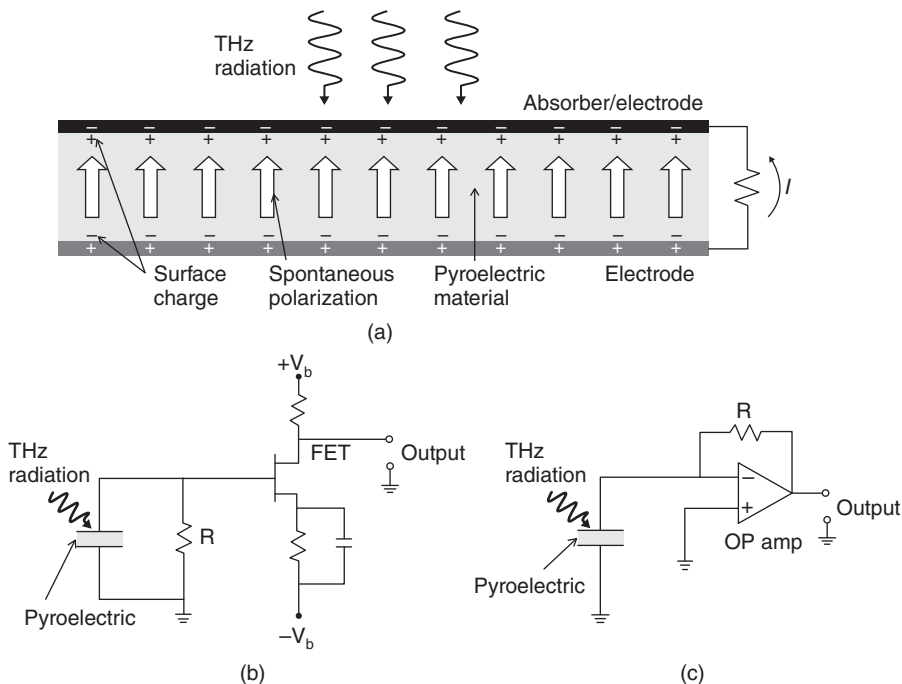 THz
radiation
Absorber/electrode
− − − − − − − − − − −
+ + + + + + + + + + +
I
− − − − − − − − − − −
+ + + + + + + + + + +
Surface
charge
Spontaneous
polarization
Pyroelectric
material
Electrode
(a)
+V_b
FET
Output
THz
radiation
R
Pyroelectric
−V_b
(b)
R
THz
radiation
−
+
Output
OP amp
Pyroelectric
(c)